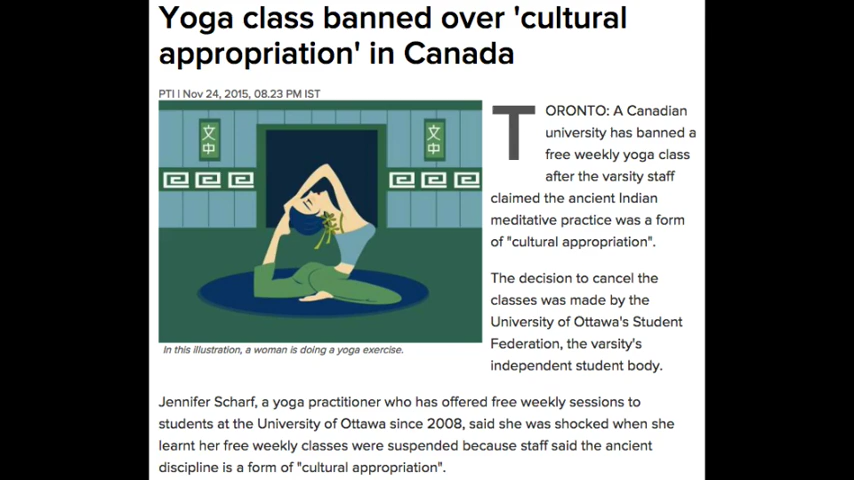 Yoga class banned over 'cultural
appropriation' in Canada
PTI | Nov 24, 2015, 08.23 PM IST
文
中
文
中
In this illustration, a woman is doing a yoga exercise.
TORONTO: A Canadian
university has banned a
free weekly yoga class
after the varsity staff
claimed the ancient Indian
meditative practice was a form
of "cultural appropriation".
The decision to cancel the
classes was made by the
University of Ottawa's Student
Federation, the varsity's
independent student body.
Jennifer Scharf, a yoga practitioner who has offered free weekly sessions to
students at the University of Ottawa since 2008, said she was shocked when she
learnt her free weekly classes were suspended because staff said the ancient
discipline is a form of "cultural appropriation".